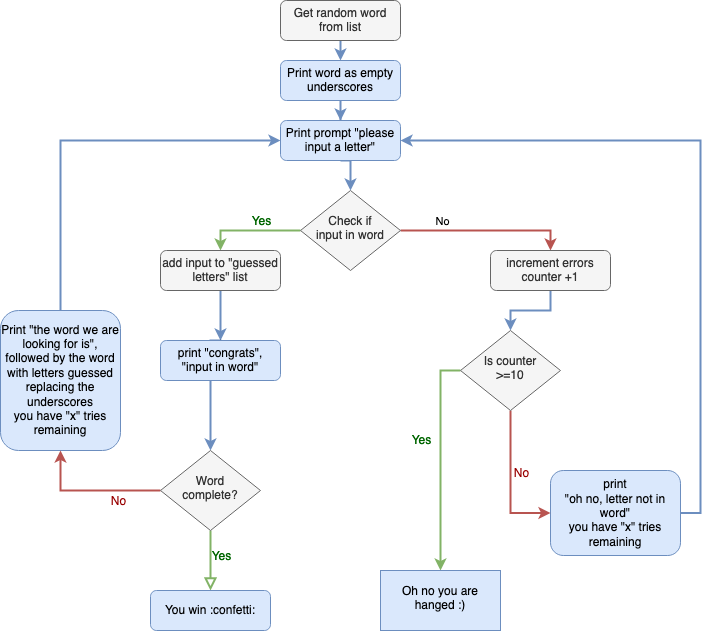 Get random word
from list
Print word as empty
underscores
Print prompt "please
input a letter"
Check if
input in word
Yes
No
add input to "guessed
letters" list
increment errors
counter +1
Print "the word we are
looking for is",
followed by the word
with letters guessed
replacing the
underscores
you have "x" tries
remaining
print "congrats",
"input in word"
Is counter
>=10
Yes
No
Word
complete?
No
Yes
print
"oh no, letter not in
word"
you have "x" tries
remaining
You win :confetti:
Oh no you are
hanged :)